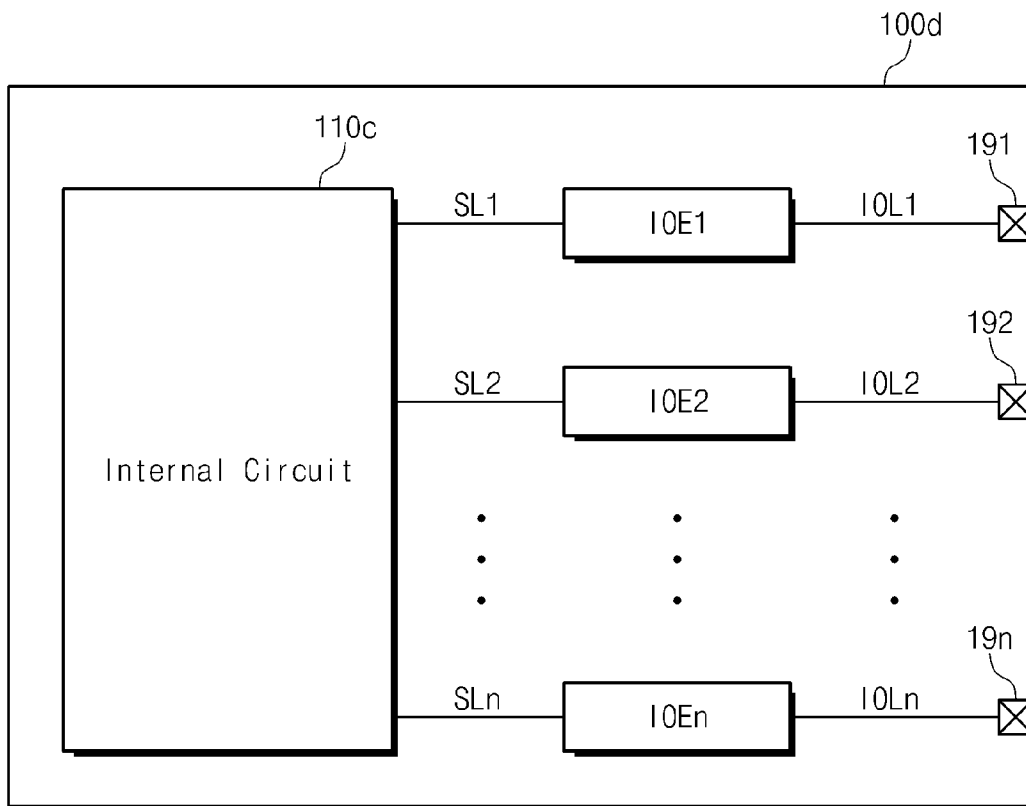 100d
110c
191
SL1
IOE1
IOL1
192
SL2
IOE2
IOL2
Internal Circuit
19n
SLn
IOEn
IOLn